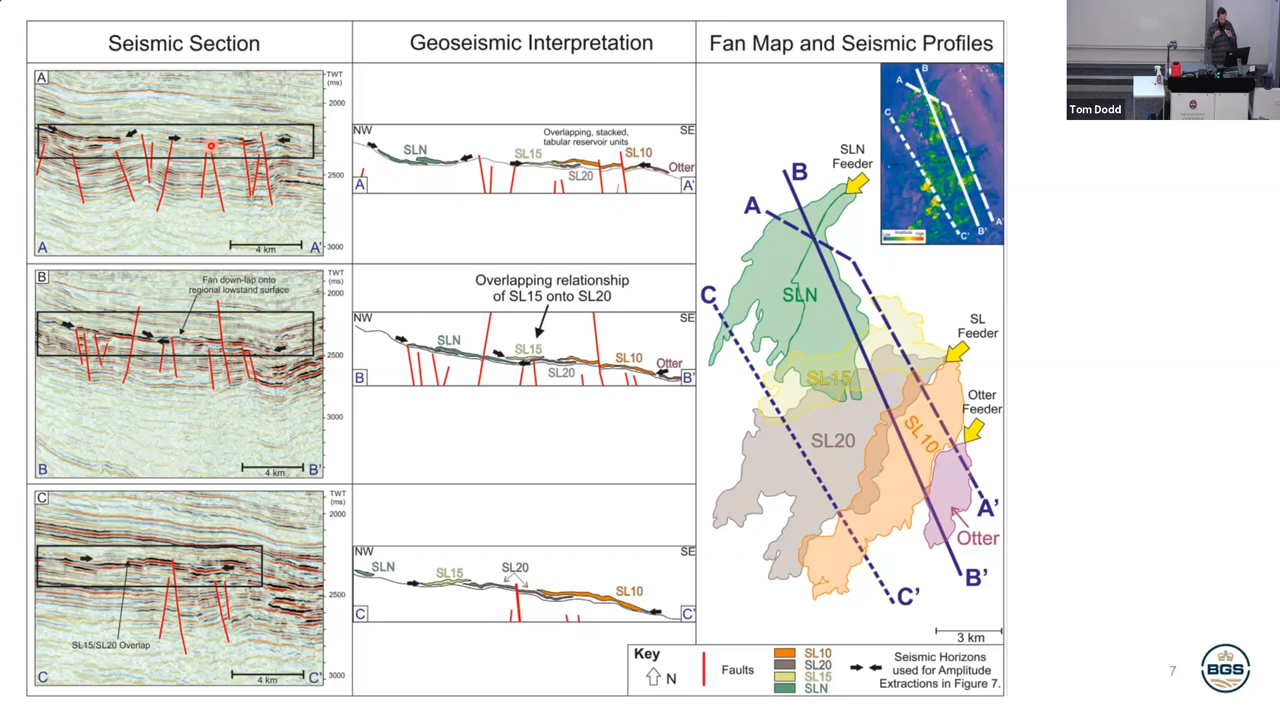 Seismic Section
Geoseismic Interpretation
Fan Map and Seismic Profiles
A
TWT
(ms)
2000
2500
3000
4 km
A
A'
NW
SE
SLN
SL15
SL20
Overlapping, stacked,
tabular reservoir units
SL10
Otter
A
A'
B
TWT
(ms)
2000
2500
3000
Fan down-lap onto
regional lowstand surface
4 km
B
B'
Overlapping relationship
of SL15 onto SL20
NW
SE
SLN
SL15
SL20
SL10
Otter
B
B'
C
TWT
(ms)
2000
2500
3000
SL15/SL20 Overlap
4 km
C
C'
NW
SE
SLN
SL15
SL20
SL10
C
C'
B
A
C
A'
B'
C'
Low
Amplitude
High
SLN
Feeder
B
A
C
SLN
SL
Feeder
SL15
Otter
Feeder
SL20
SL10
A'
Otter
B'
C'
3 km
Key
N
Faults
SL10
SL20
SL15
SLN
Seismic Horizons
used for Amplitude
Extractions in Figure 7.
Tom Dodd
7
BGS